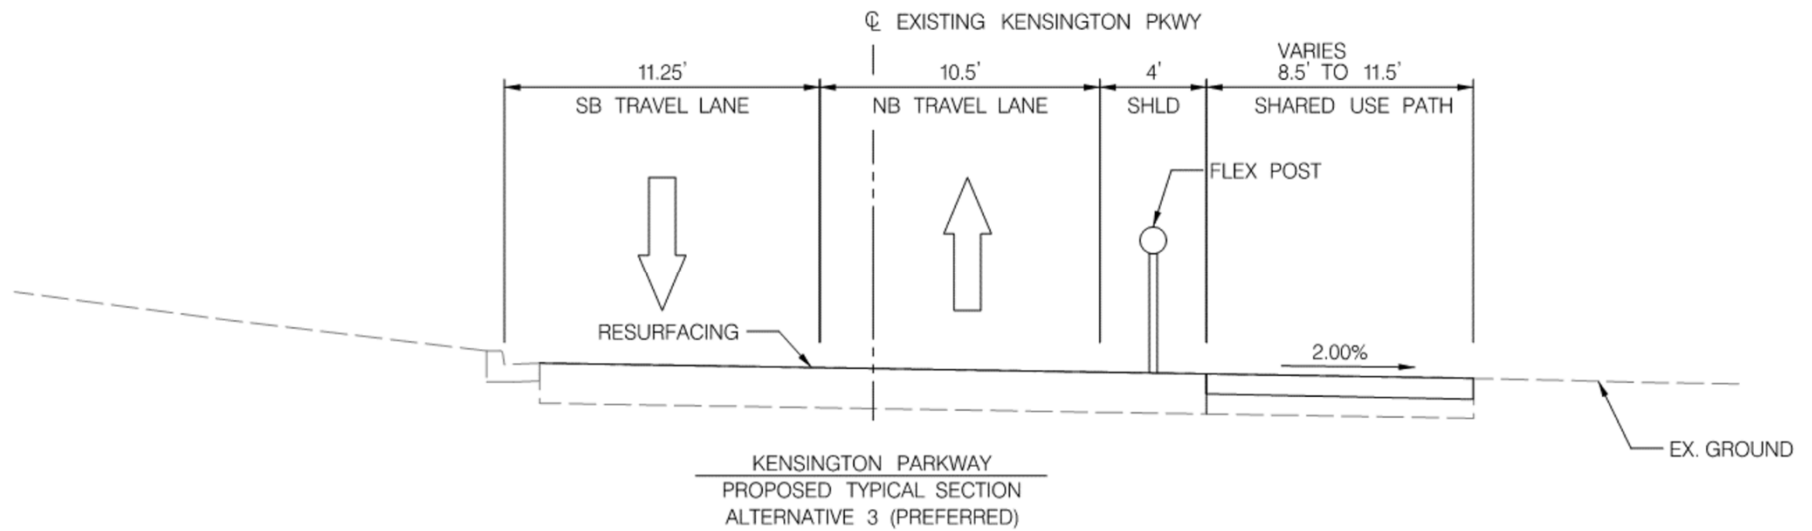 ℄ EXISTING KENSINGTON PKWY
11.25'
10.5'
4'
VARIES
8.5' TO 11.5'
SB TRAVEL LANE
NB TRAVEL LANE
SHLD
SHARED USE PATH
FLEX POST
RESURFACING
2.00%
EX. GROUND
KENSINGTON PARKWAY
PROPOSED TYPICAL SECTION
ALTERNATIVE 3 (PREFERRED)